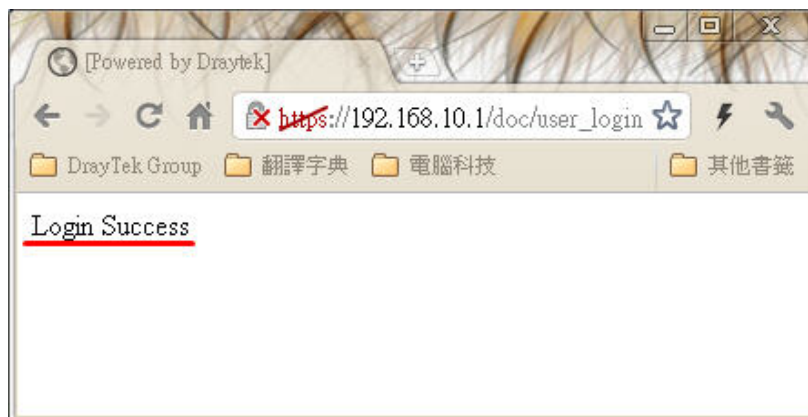 [Powered by Draytek]
https://192.168.10.1/doc/user_login
DrayTek Group 翻譯字典 電腦科技 其他書籤
Login Success